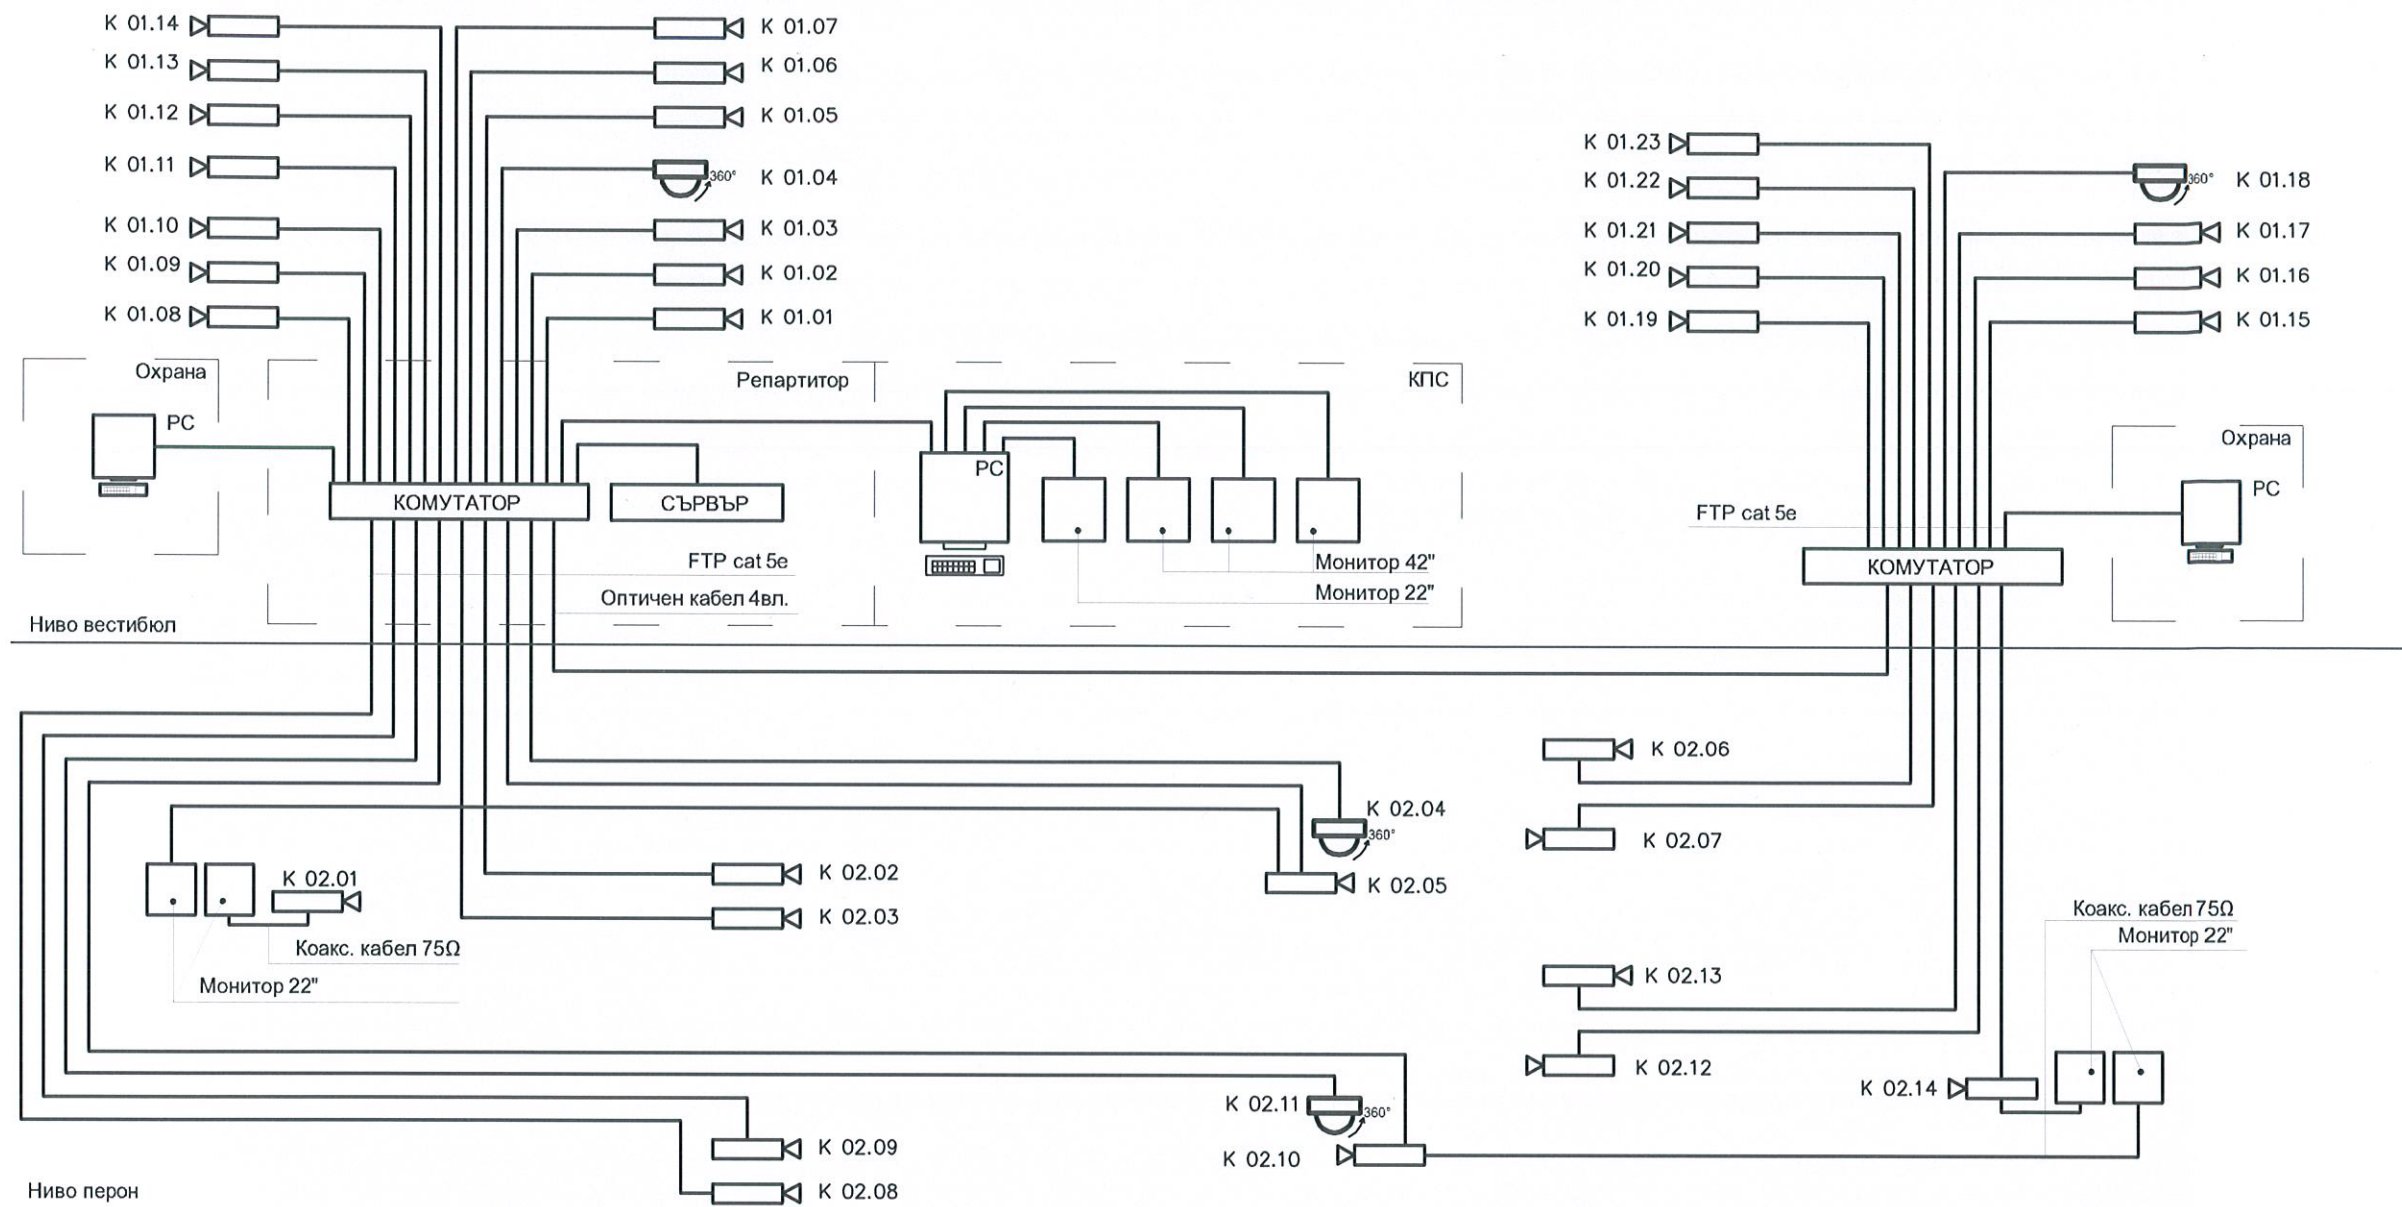 K 01.14
K 01.13
K 01.12
K 01.11
K 01.10
K 01.09
K 01.08
K 01.07
K 01.06
K 01.05
360°
K 01.04
K 01.03
K 01.02
K 01.01
K 01.23
K 01.22
K 01.21
K 01.20
K 01.19
360°
K 01.18
K 01.17
K 01.16
K 01.15
Охрана
PC
Репартитор
КОМУТАТОР
СЪРВЪР
FTP cat 5e
Оптичен кабел 4вл.
КПС
PC
Монитор 42"
Монитор 22"
FTP cat 5e
КОМУТАТОР
Охрана
PC
Ниво вестибюл
K 02.04
360°
K 02.05
K 02.06
K 02.07
K 02.01
K 02.02
K 02.03
Коакс. кабел 75Ω
Монитор 22"
Коакс. кабел 75Ω
Монитор 22"
K 02.13
K 02.12
K 02.14
K 02.11
360°
K 02.10
K 02.09
K 02.08
Ниво перон